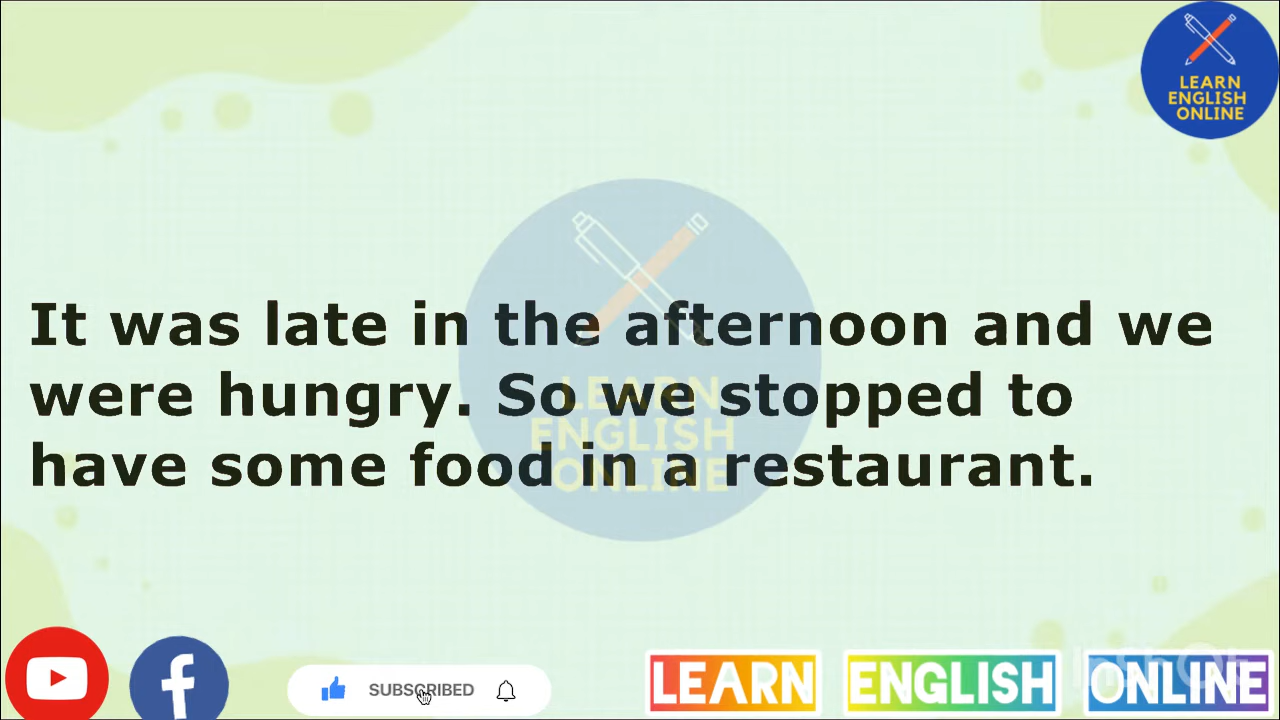 LEARN
ENGLISH
ONLINE
It was late in the afternoon and we
were hungry. So we stopped to
have some food in a restaurant.
LEARN
ENGLISH
ONLINE
SUBSCRIBED
LEARN ENGLISH ONLINE